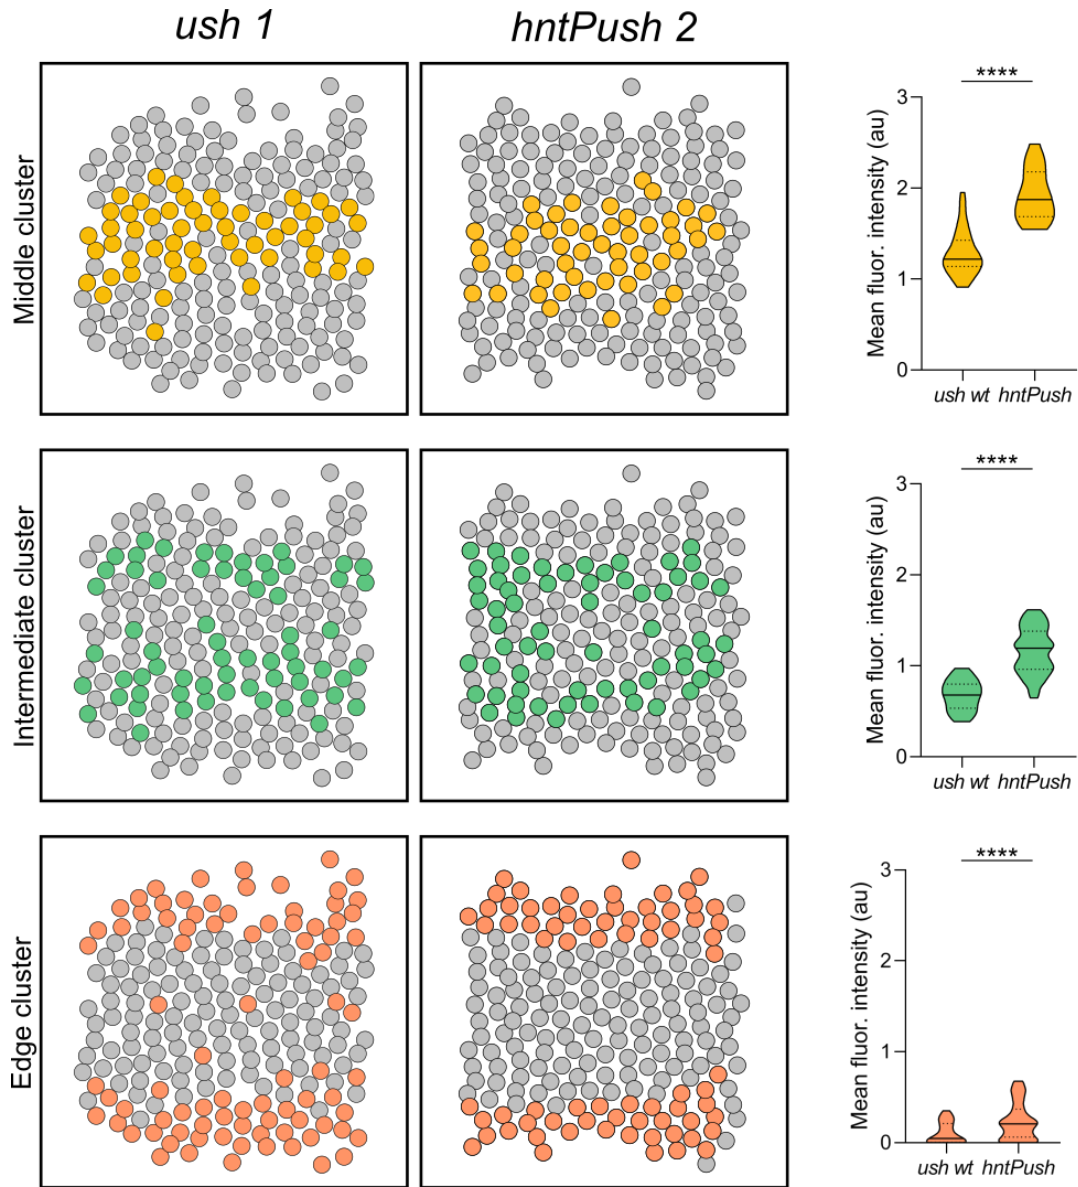 ush 1
hntPush 2
Middle cluster
****
Mean fluor. intensity (au)
3
2
1
0
ush wt hntPush
Intermediate cluster
****
Mean fluor. intensity (au)
3
2
1
0
ush wt hntPush
Edge cluster
****
Mean fluor. intensity (au)
3
2
1
0
ush wt hntPush